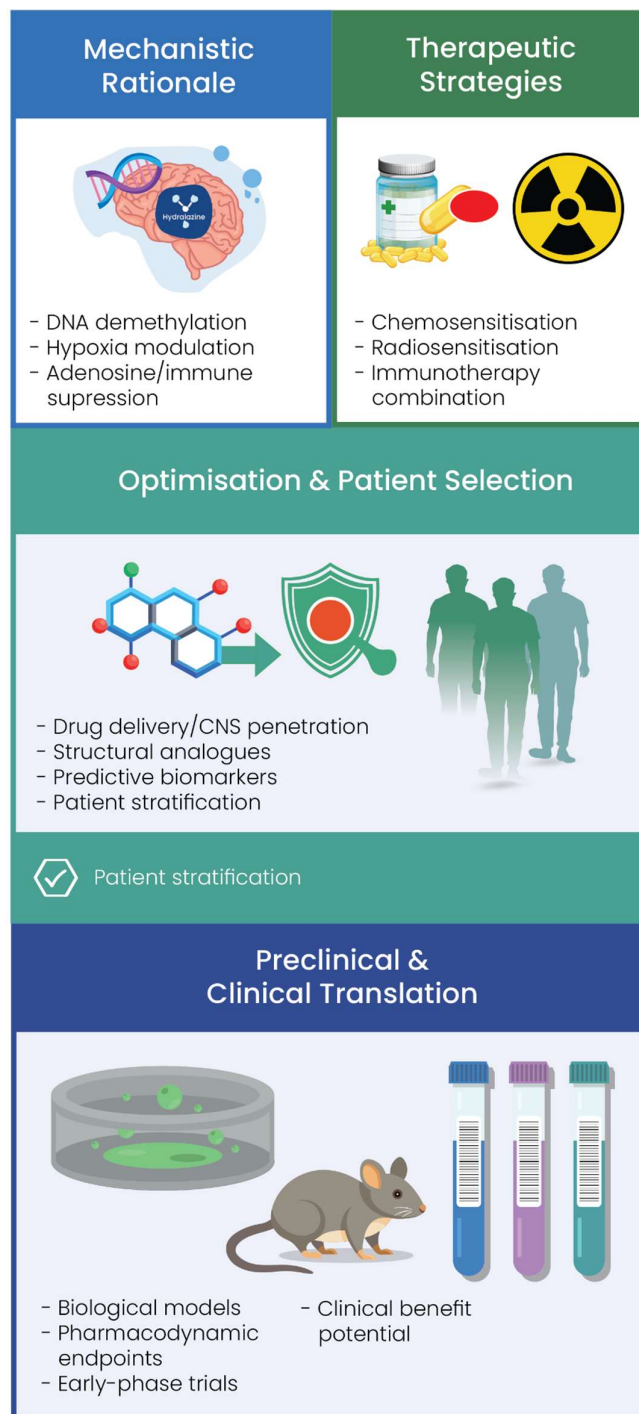 Mechanistic
Rationale
Hydralazine
- DNA demethylation
- Hypoxia modulation
- Adenosine/immune
supression
Therapeutic
Strategies
- Chemosensitisation
- Radiosensitisation
- Immunotherapy
combination
Optimisation & Patient Selection
- Drug delivery/CNS penetration
- Structural analogues
- Predictive biomarkers
- Patient stratification
Patient stratification
Preclinical &
Clinical Translation
- Biological models
- Pharmacodynamic
endpoints
- Early-phase trials
- Clinical benefit
potential